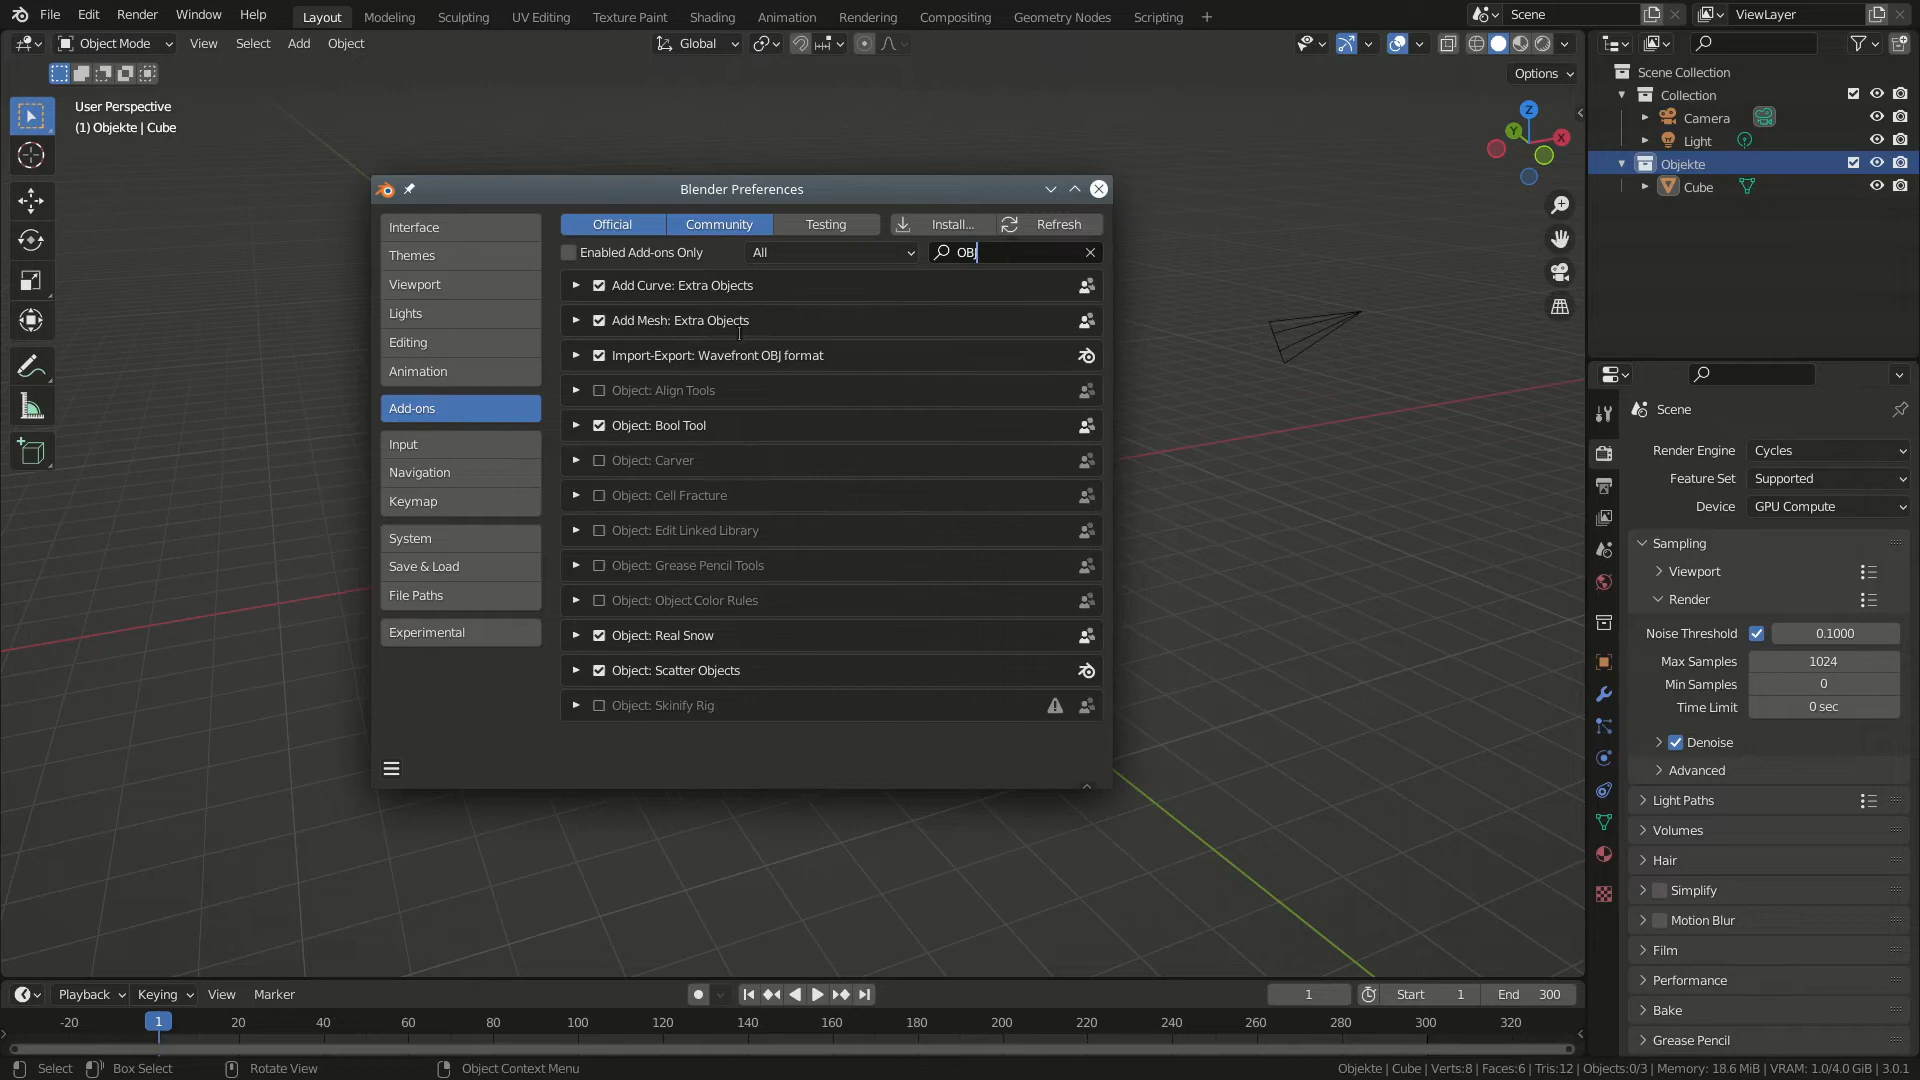 File Edit Render Window Help Layout Modeling Sculpting UV Editing Texture Paint Shading Animation Rendering Compositing Geometry Nodes Scripting + Scene ViewLayer
Object Mode View Select Add Object Global
Options
User Perspective
(1) Objekte | Cube
Scene Collection
Collection
Camera
Light
Objekte
Cube
Z
Y
X
Blender Preferences
Interface
Themes
Viewport
Lights
Editing
Animation
Add-ons
Input
Navigation
Keymap
System
Save & Load
File Paths
Experimental
Official Community Testing Install... Refresh
Enabled Add-ons Only All OBJ
Add Curve: Extra Objects
Add Mesh: Extra Objects
Import-Export: Wavefront OBJ format
Object: Align Tools
Object: Bool Tool
Object: Carver
Object: Cell Fracture
Object: Edit Linked Library
Object: Grease Pencil Tools
Object: Object Color Rules
Object: Real Snow
Object: Scatter Objects
Object: Skinify Rig
Scene
Render Engine Cycles
Feature Set Supported
Device GPU Compute
Sampling
Viewport
Render
Noise Threshold 0.1000
Max Samples 1024
Min Samples 0
Time Limit 0 sec
Denoise
Advanced
Light Paths
Volumes
Hair
Simplify
Motion Blur
Film
Performance
Bake
Grease Pencil
Playback Keying View Marker 1 Start 1 End 300
-20 1 20 40 60 80 100 120 140 160 180 200 220 240 260 280 300 320
Select Box Select Rotate View Object Context Menu Objekte | Cube | Verts:8 | Faces:6 | Tris:12 | Objects:0/3 | Memory: 18.6 MiB | VRAM: 1.0/4.0 GiB | 3.0.1